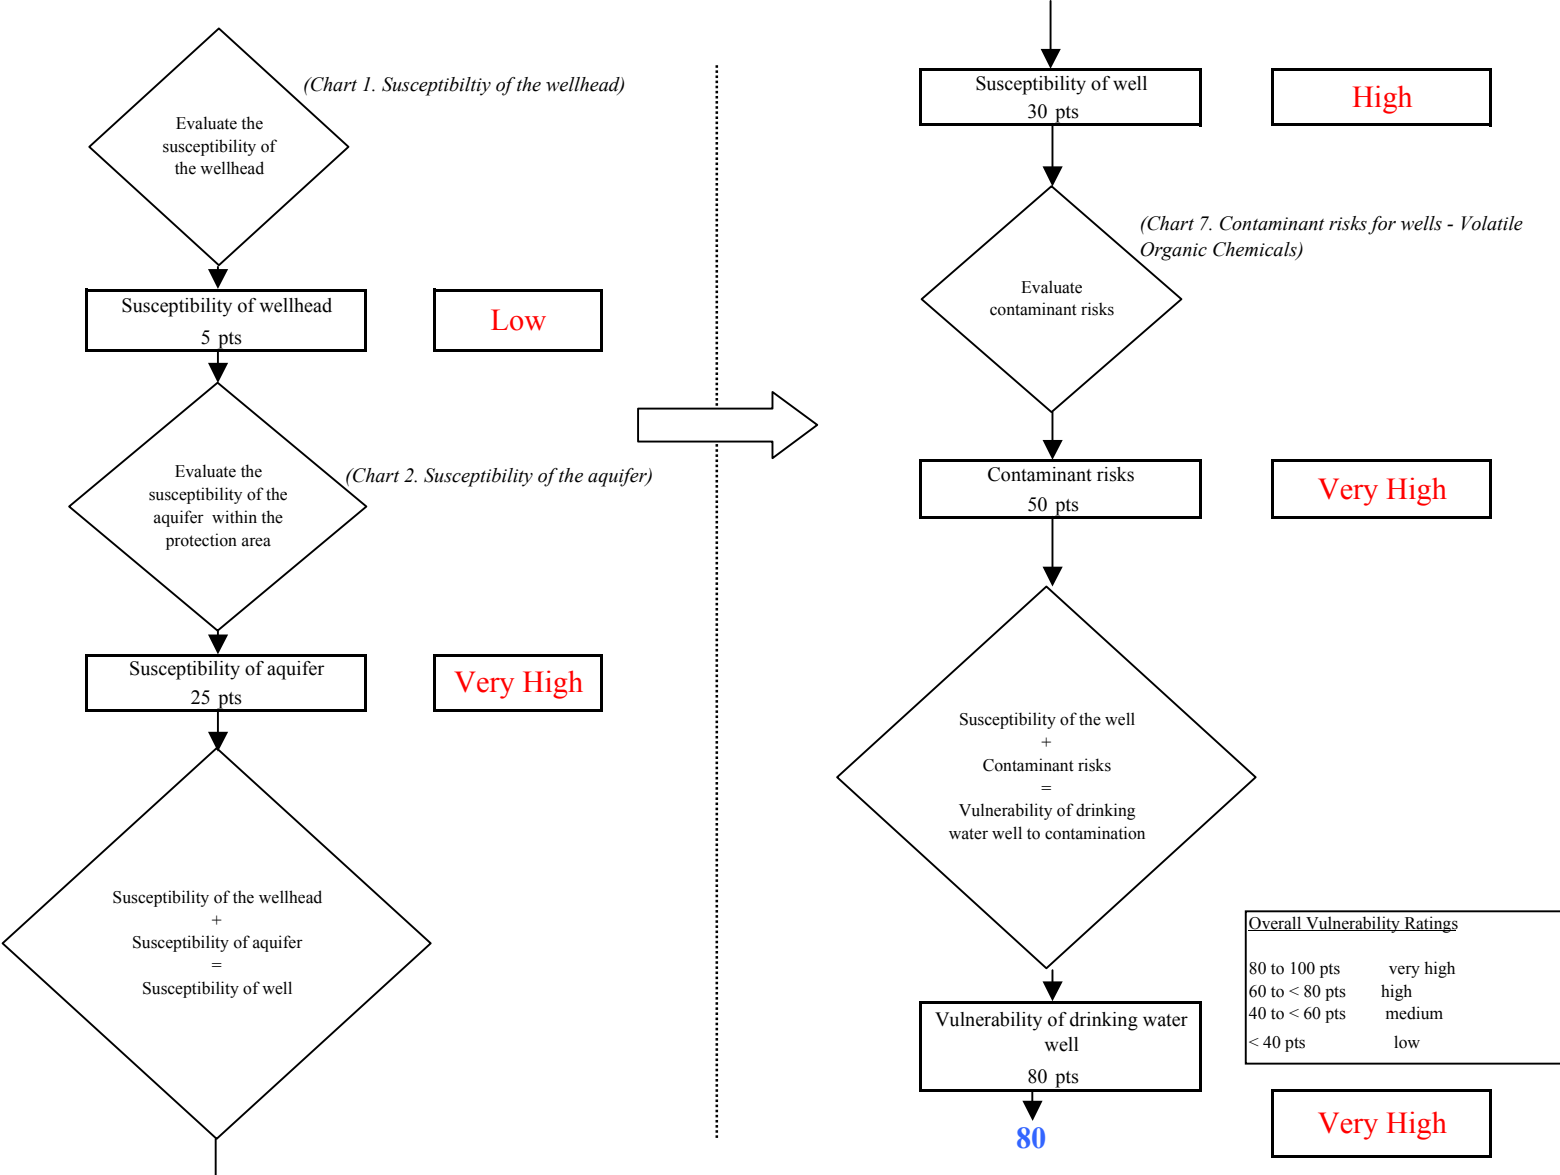 (Chart 1. Susceptibiltiy of the wellhead)
Evaluate the
susceptibility of
the wellhead
Susceptibility of wellhead
5 pts
Low
(Chart 2. Susceptibility of the aquifer)
Evaluate the
susceptibility of the
aquifer within the
protection area
Susceptibility of aquifer
25 pts
Very High
Susceptibility of the wellhead
+
Susceptibility of aquifer
=
Susceptibility of well
Susceptibility of well
30 pts
High
(Chart 7. Contaminant risks for wells - Volatile
Organic Chemicals)
Evaluate
contaminant risks
Contaminant risks
50 pts
Very High
Susceptibility of the well
+
Contaminant risks
=
Vulnerability of drinking
water well to contamination
Overall Vulnerability Ratings
80 to 100 pts very high
60 to < 80 pts high
40 to < 60 pts medium
< 40 pts low
Vulnerability of drinking water
well
80 pts
80
Very High